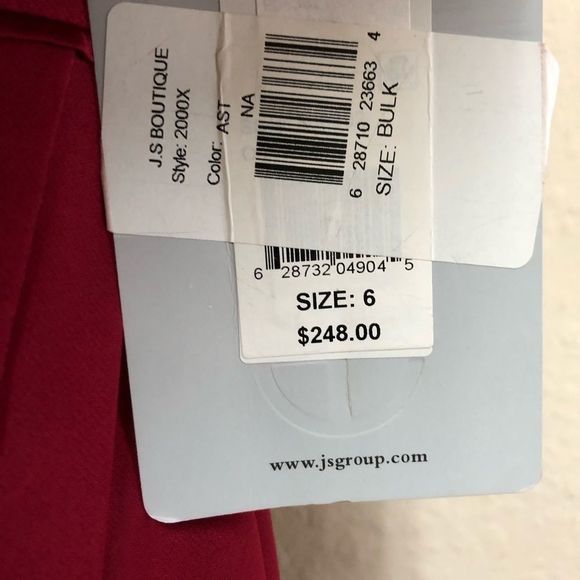 J.S BOUTIQUE
Style: 2000X
Color: AST
NA
6 28710 23663 4
SIZE: BULK
6 28732 04904 5
SIZE: 6
$248.00
www.jsgroup.com